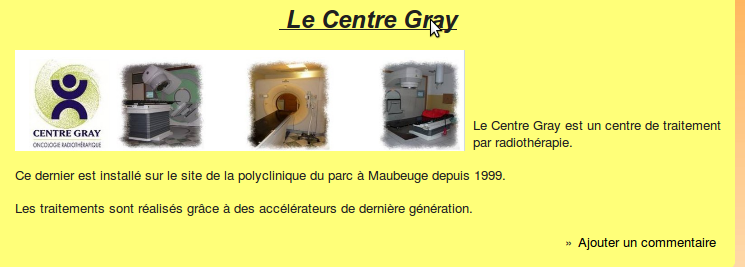 Le Centre Gray
CENTRE GRAY
ONCOLOGIE RADIOTHÉRAPIQUE
Le Centre Gray est un centre de traitement
par radiothérapie.
Ce dernier est installé sur le site de la polyclinique du parc à Maubeuge depuis 1999.
Les traitements sont réalisés grâce à des accélérateurs de dernière génération.
» Ajouter un commentaire